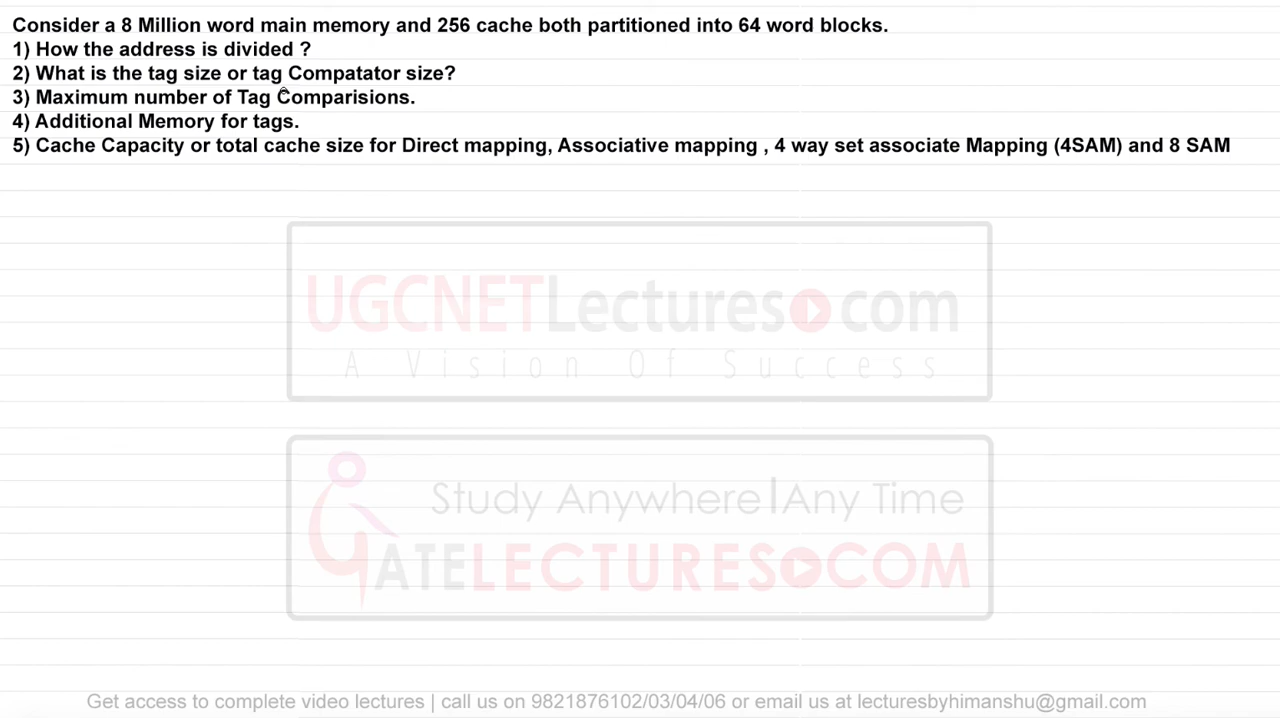 Consider a 8 Million word main memory and 256 cache both partitioned into 64 word blocks.
1) How the address is divided ?
2) What is the tag size or tag Compatator size?
3) Maximum number of Tag Comparisions.
4) Additional Memory for tags.
5) Cache Capacity or total cache size for Direct mapping, Associative mapping , 4 way set associate Mapping (4SAM) and 8 SAM
UGCNETLectures.com
A Vision Of Success
Study Anywhere|Any Time
GATELECTURES.COM
Get access to complete video lectures | call us on 9821876102/03/04/06 or email us at lecturesbyhimanshu@gmail.com